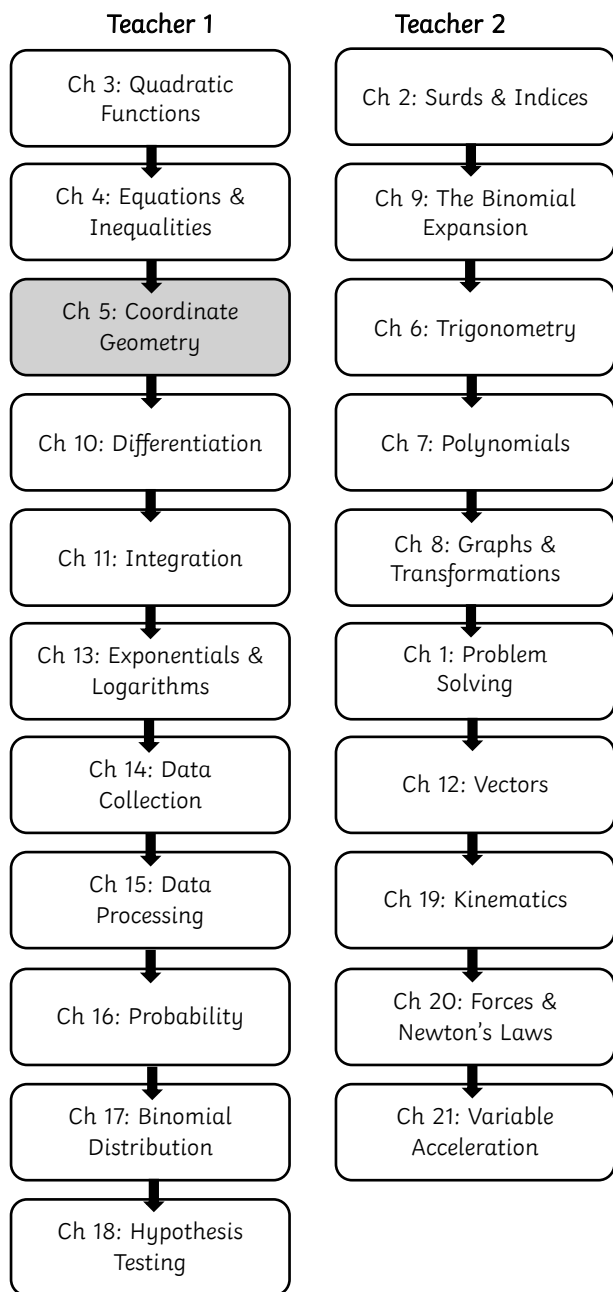 Teacher 1
Ch 3: Quadratic
Functions
Ch 4: Equations &
Inequalities
Ch 5: Coordinate
Geometry
Ch 10: Differentiation
Ch 11: Integration
Ch 13: Exponentials &
Logarithms
Ch 14: Data
Collection
Ch 15: Data
Processing
Ch 16: Probability
Ch 17: Binomial
Distribution
Ch 18: Hypothesis
Testing
Teacher 2
Ch 2: Surds & Indices
Ch 9: The Binomial
Expansion
Ch 6: Trigonometry
Ch 7: Polynomials
Ch 8: Graphs &
Transformations
Ch 1: Problem
Solving
Ch 12: Vectors
Ch 19: Kinematics
Ch 20: Forces &
Newton's Laws
Ch 21: Variable
Acceleration